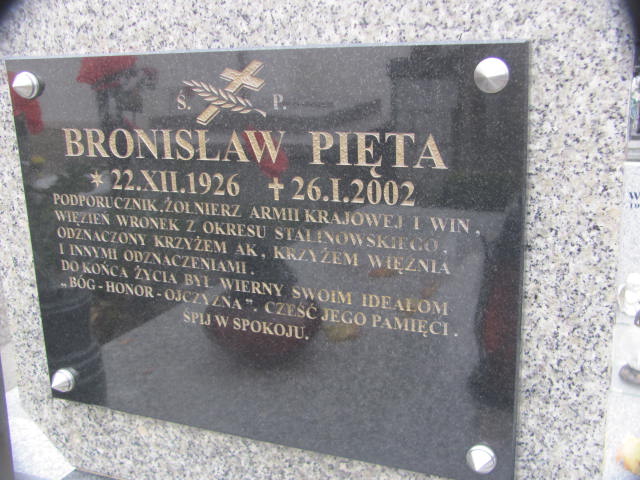 Ś. P.
BRONISŁAW PIĘTA
* 22.XII.1926 ✝ 26.I.2002
PODPORUCZNIK, ŻOŁNIERZ ARMII KRAJOWEJ I WIN,
WIĘZIEŃ WRONEK Z OKRESU STALINOWSKIEGO,
ODZNACZONY KRZYŻEM AK, KRZYŻEM WIĘŹNIA
I INNYMI ODZNACZENIAMI.
DO KOŃCA ŻYCIA BYŁ WIERNY SWOIM IDEAŁOM
„BÓG - HONOR - OJCZYZNA”. CZEŚĆ JEGO PAMIĘCI.
ŚPIJ W SPOKOJU.